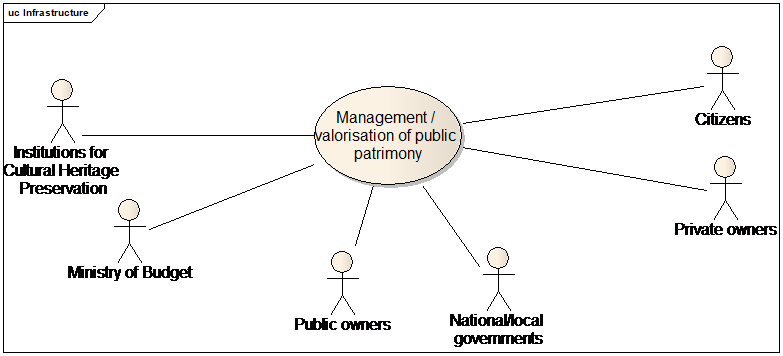 uc Infrastructure
Management /
valorisation of public
patrimony
Citizens
Institutions for
Cultural Heritage
Preservation
Private owners
Ministry of Budget
Public owners
National/local
governments